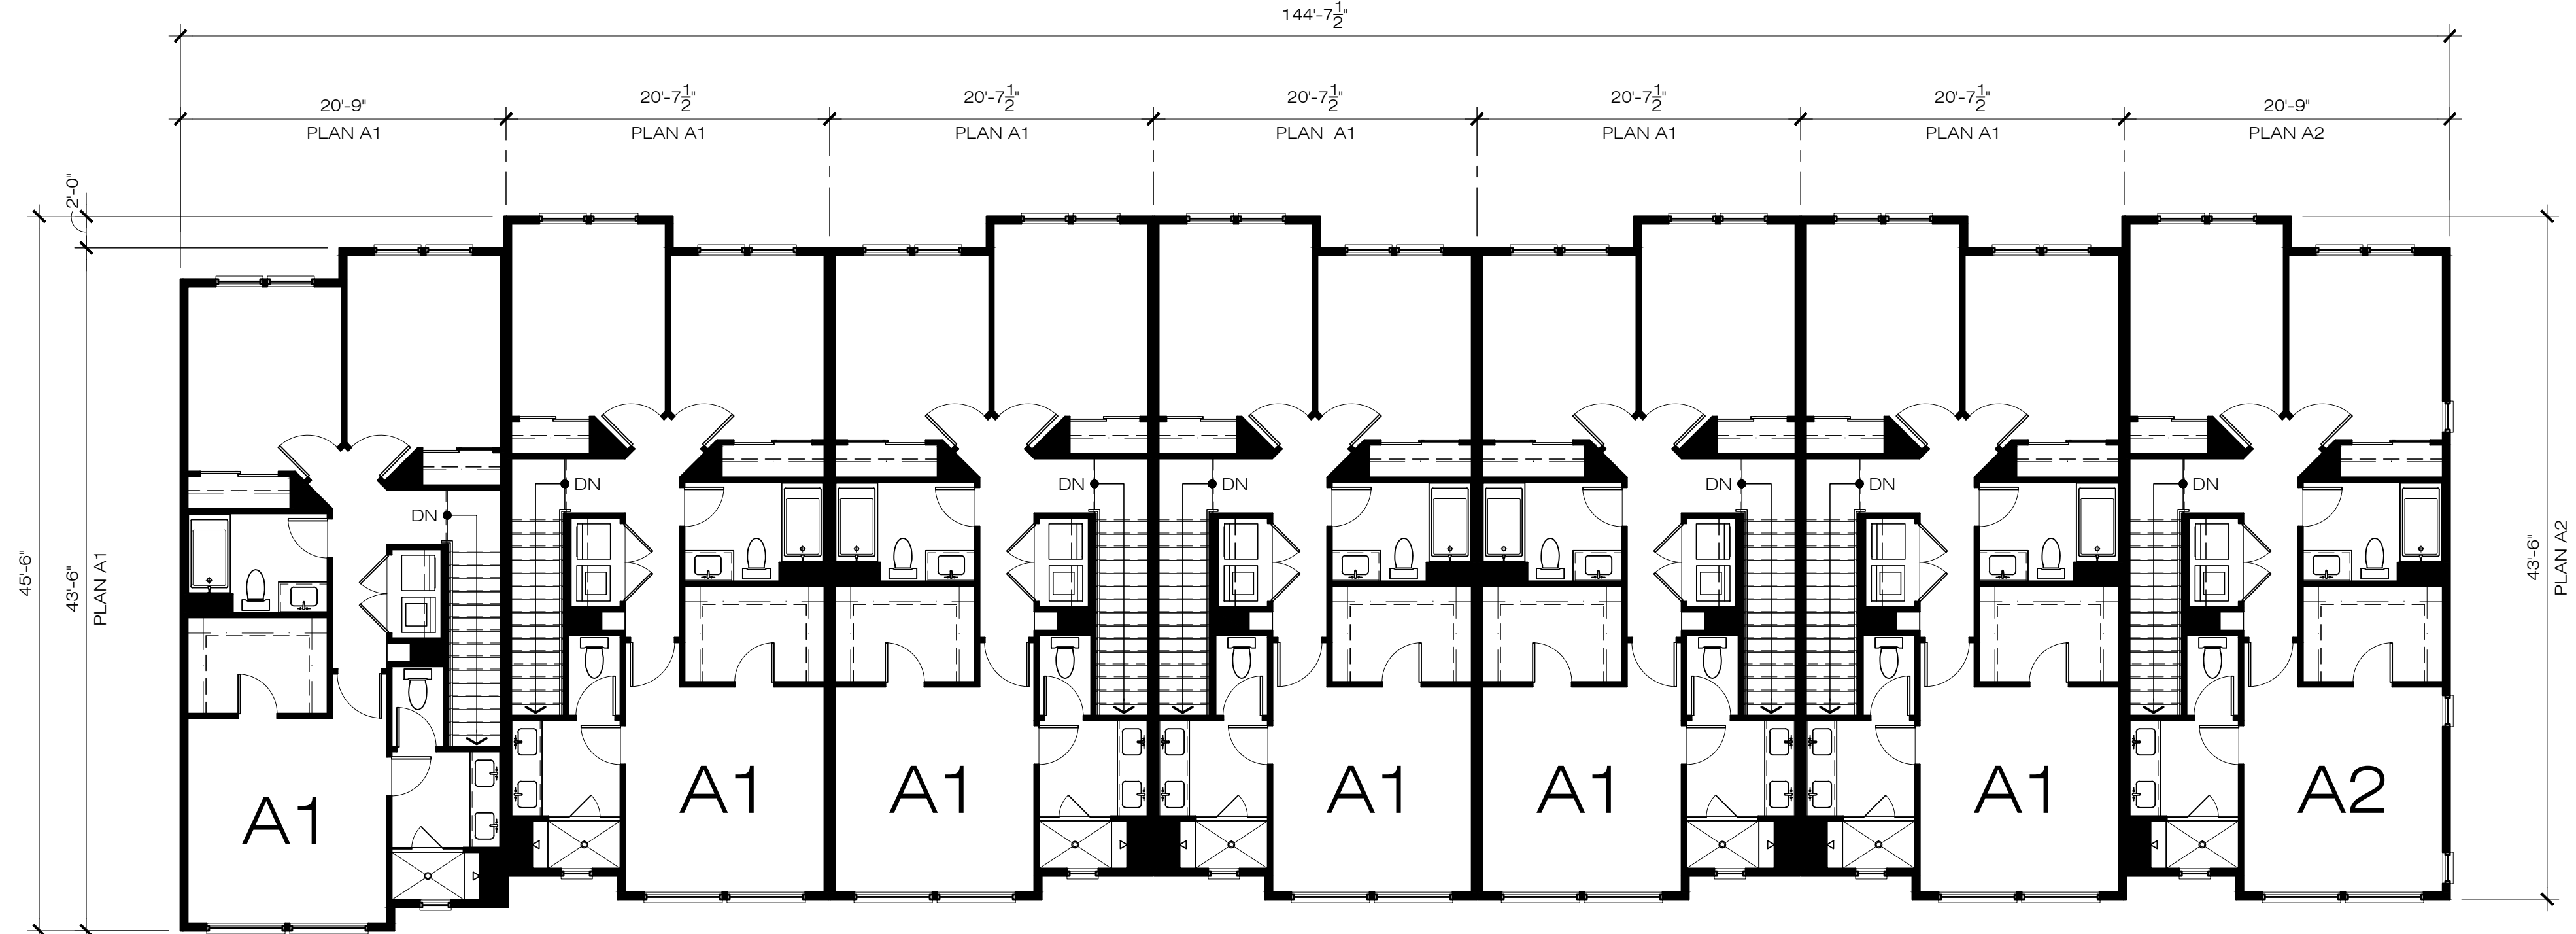 144'-7 1/2"
20'-9" 20'-7 1/2" 20'-7 1/2" 20'-7 1/2" 20'-7 1/2" 20'-7 1/2" 20'-9"
PLAN A1 PLAN A1 PLAN A1 PLAN A1 PLAN A1 PLAN A1 PLAN A2
2'-0"
45'-6"
43'-6"
PLAN A1
43'-6"
PLAN A2
DN DN DN DN DN DN DN
A1 A1 A1 A1 A1 A1 A2